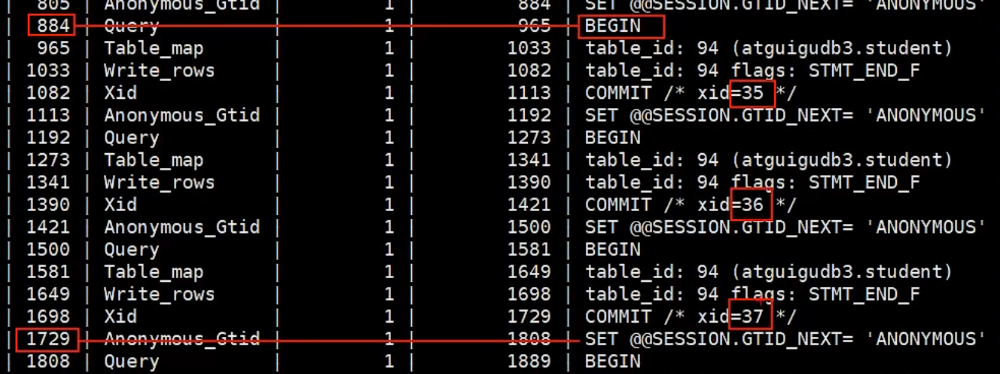 | 805 | Anonymous_Gtid | 1 | 884 | SET @@SESSION.GTID_NEXT= 'ANONYMOUS'
| 884 | Query | 1 | 965 | BEGIN
| 965 | Table_map | 1 | 1033 | table_id: 94 (atguigudb3.student)
| 1033 | Write_rows | 1 | 1082 | table_id: 94 flags: STMT_END_F
| 1082 | Xid | 1 | 1113 | COMMIT /* xid=35 */
| 1113 | Anonymous_Gtid | 1 | 1192 | SET @@SESSION.GTID_NEXT= 'ANONYMOUS'
| 1192 | Query | 1 | 1273 | BEGIN
| 1273 | Table_map | 1 | 1341 | table_id: 94 (atguigudb3.student)
| 1341 | Write_rows | 1 | 1390 | table_id: 94 flags: STMT_END_F
| 1390 | Xid | 1 | 1421 | COMMIT /* xid=36 */
| 1421 | Anonymous_Gtid | 1 | 1500 | SET @@SESSION.GTID_NEXT= 'ANONYMOUS'
| 1500 | Query | 1 | 1581 | BEGIN
| 1581 | Table_map | 1 | 1649 | table_id: 94 (atguigudb3.student)
| 1649 | Write_rows | 1 | 1698 | table_id: 94 flags: STMT_END_F
| 1698 | Xid | 1 | 1729 | COMMIT /* xid=37 */
| 1729 | Anonymous_Gtid | 1 | 1808 | SET @@SESSION.GTID_NEXT= 'ANONYMOUS'
| 1808 | Query | 1 | 1889 | BEGIN